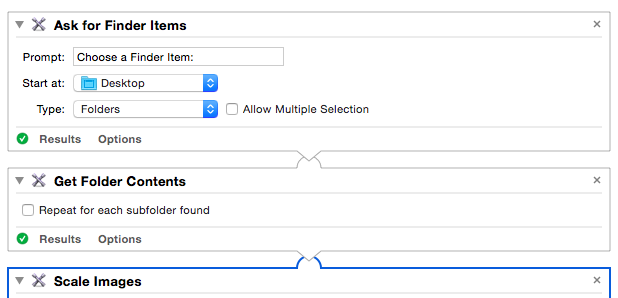 Ask for Finder Items
Prompt: Choose a Finder Item:
Start at: Desktop
Type: Folders Allow Multiple Selection
Results Options
Get Folder Contents
Repeat for each subfolder found
Results Options
Scale Images